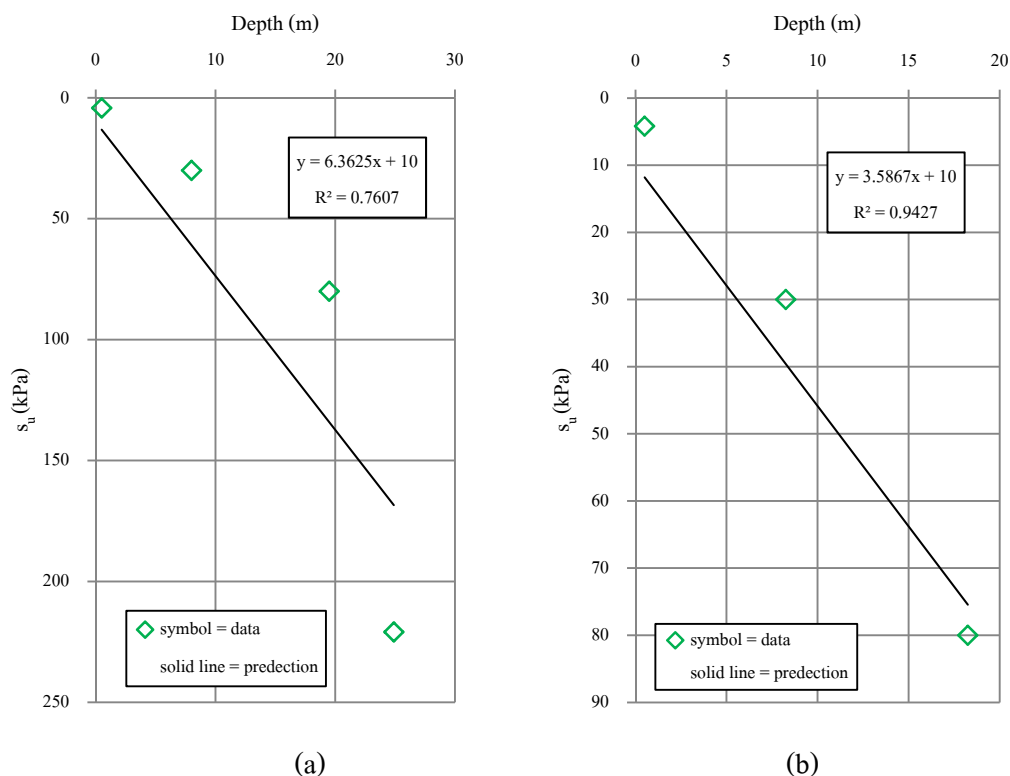 Depth (m)
0 10 20 30
0
50
100
150
200
250
s_u (kPa)
y = 6.3625x + 10
R² = 0.7607
symbol = data
solid line = predection
(a)
Depth (m)
0 5 10 15 20
0
10
20
30
40
50
60
70
80
90
s_u (kPa)
y = 3.5867x + 10
R² = 0.9427
symbol = data
solid line = predection
(b)